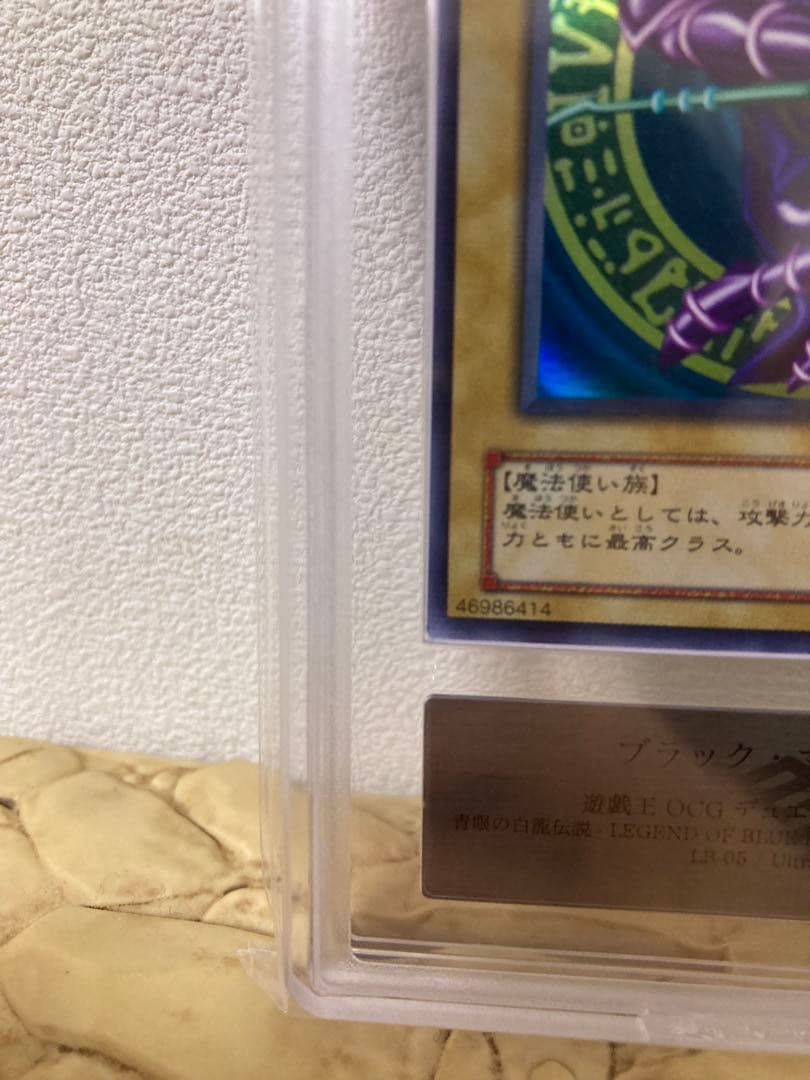 【魔法使い族】
魔法使いとしては、攻撃力
力ともに最高クラス。
46986414
ブラック・マ
遊戯王 OCG デュエ
青眼の白龍伝説 - LEGEND OF BLUE
LB 05 / Ult